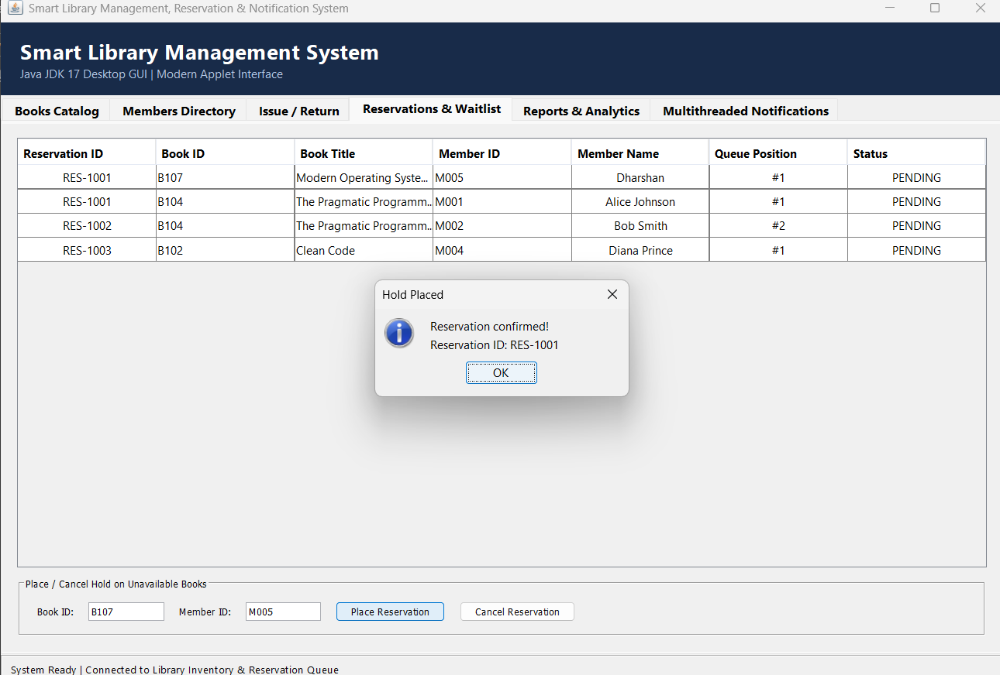 Smart Library Management, Reservation & Notification System
Smart Library Management System
Java JDK 17 Desktop GUI | Modern Applet Interface
Books Catalog Members Directory Issue / Return Reservations & Waitlist Reports & Analytics Multithreaded Notifications
Reservation ID Book ID Book Title Member ID Member Name Queue Position Status
RES-1001 B107 Modern Operating Syste... M005 Dharshan #1 PENDING
RES-1001 B104 The Pragmatic Programm... M001 Alice Johnson #1 PENDING
RES-1002 B104 The Pragmatic Programm... M002 Bob Smith #2 PENDING
RES-1003 B102 Clean Code M004 Diana Prince #1 PENDING
Hold Placed
Reservation confirmed!
Reservation ID: RES-1001
OK
Place / Cancel Hold on Unavailable Books
Book ID: B107 Member ID: M005 Place Reservation Cancel Reservation
System Ready | Connected to Library Inventory & Reservation Queue